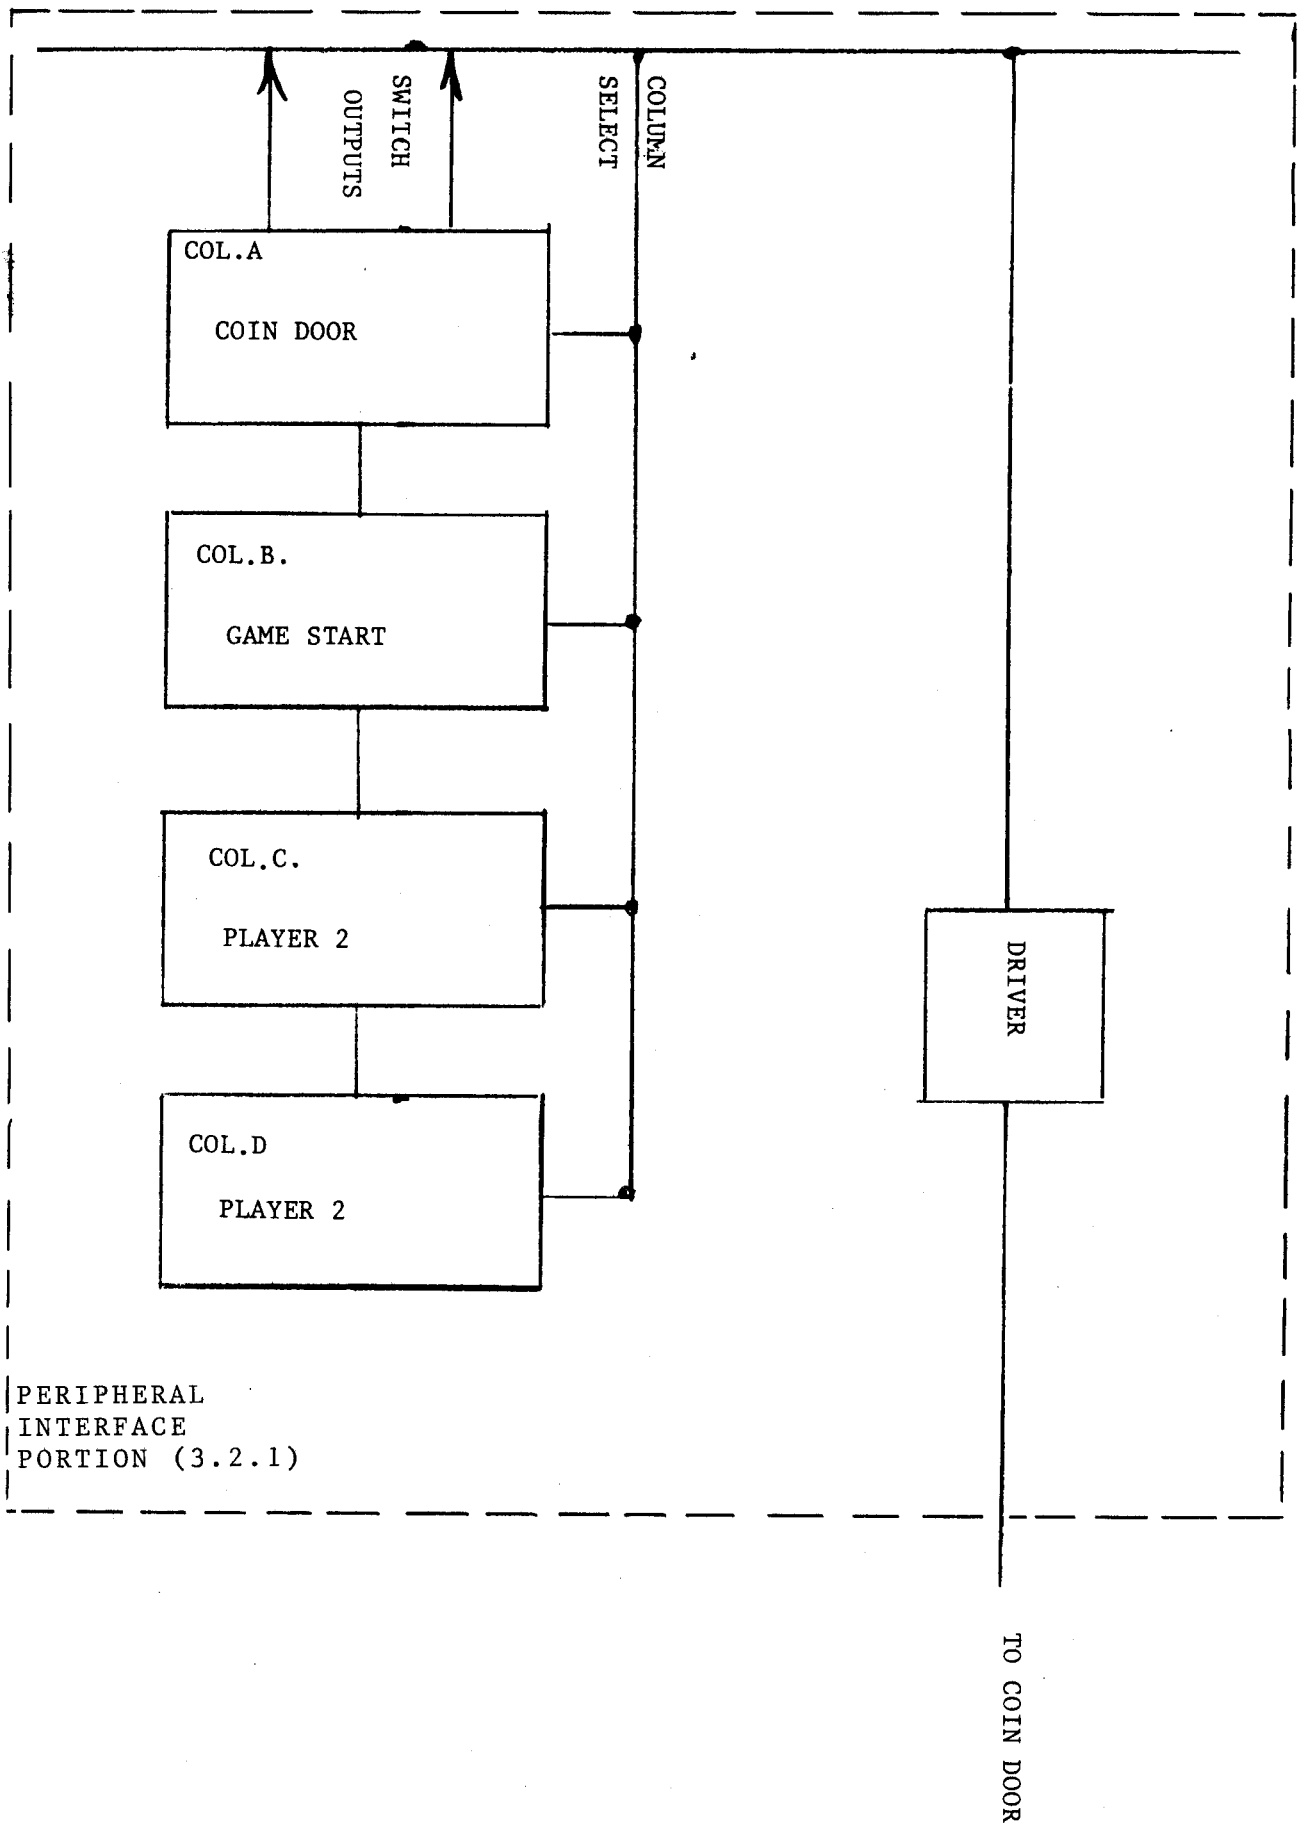 COLUMN
SELECT
SWITCH
OUTPUTS
COL.A
COIN DOOR
COL.B.
GAME START
COL.C.
PLAYER 2
COL.D
PLAYER 2
DRIVER
PERIPHERAL
INTERFACE
PORTION (3.2.1)
TO COIN DOOR